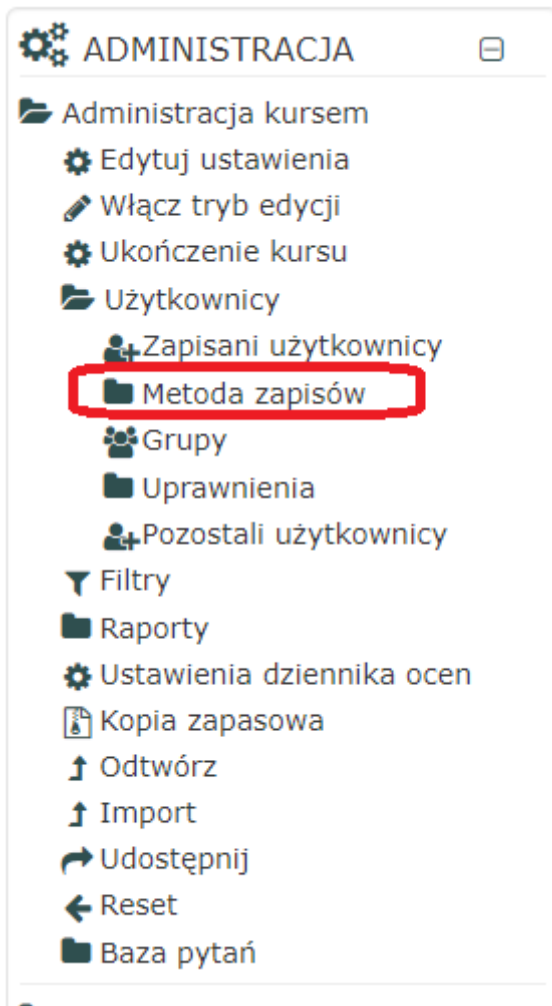 ADMINISTRACJA
Administracja kursem
Edytuj ustawienia
Włącz tryb edycji
Ukończenie kursu
Użytkownicy
Zapisani użytkownicy
Metoda zapisów
Grupy
Uprawnienia
Pozostali użytkownicy
Filtry
Raporty
Ustawienia dziennika ocen
Kopia zapasowa
Odtwórz
Import
Udostępnij
Reset
Baza pytań